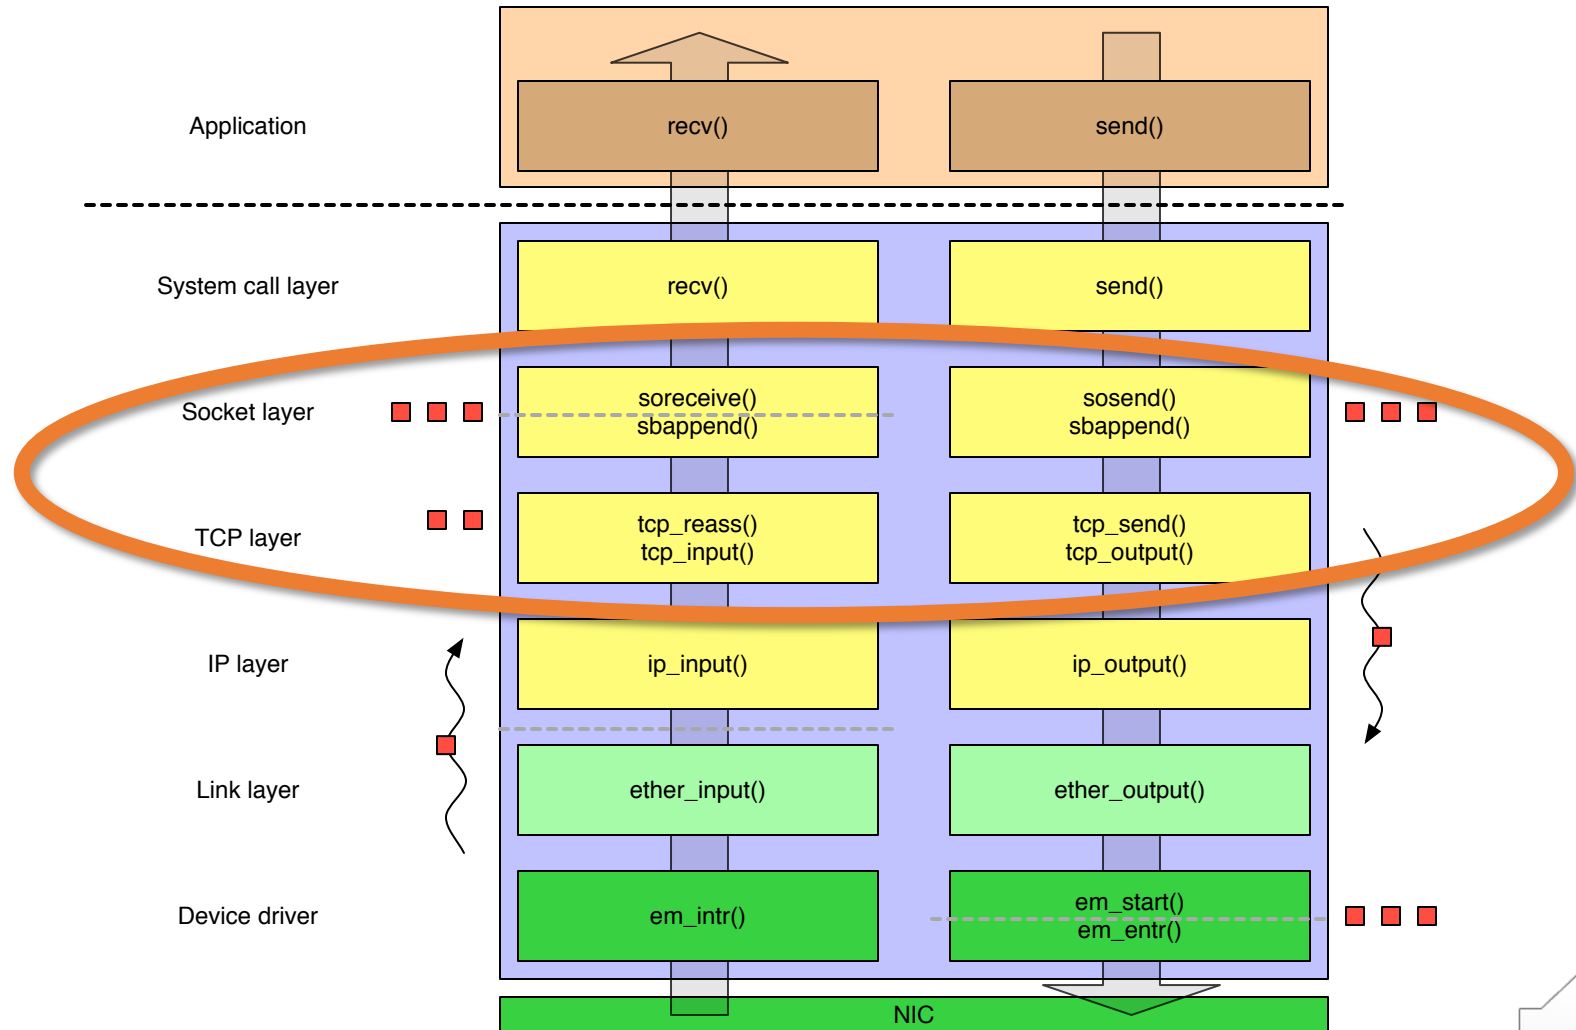 Application
recv()
send()
System call layer
recv()
send()
Socket layer
soreceive()
sbappend()
sosend()
sbappend()
TCP layer
tcp_reass()
tcp_input()
tcp_send()
tcp_output()
IP layer
ip_input()
ip_output()
Link layer
ether_input()
ether_output()
Device driver
em_intr()
em_start()
em_entr()
NIC